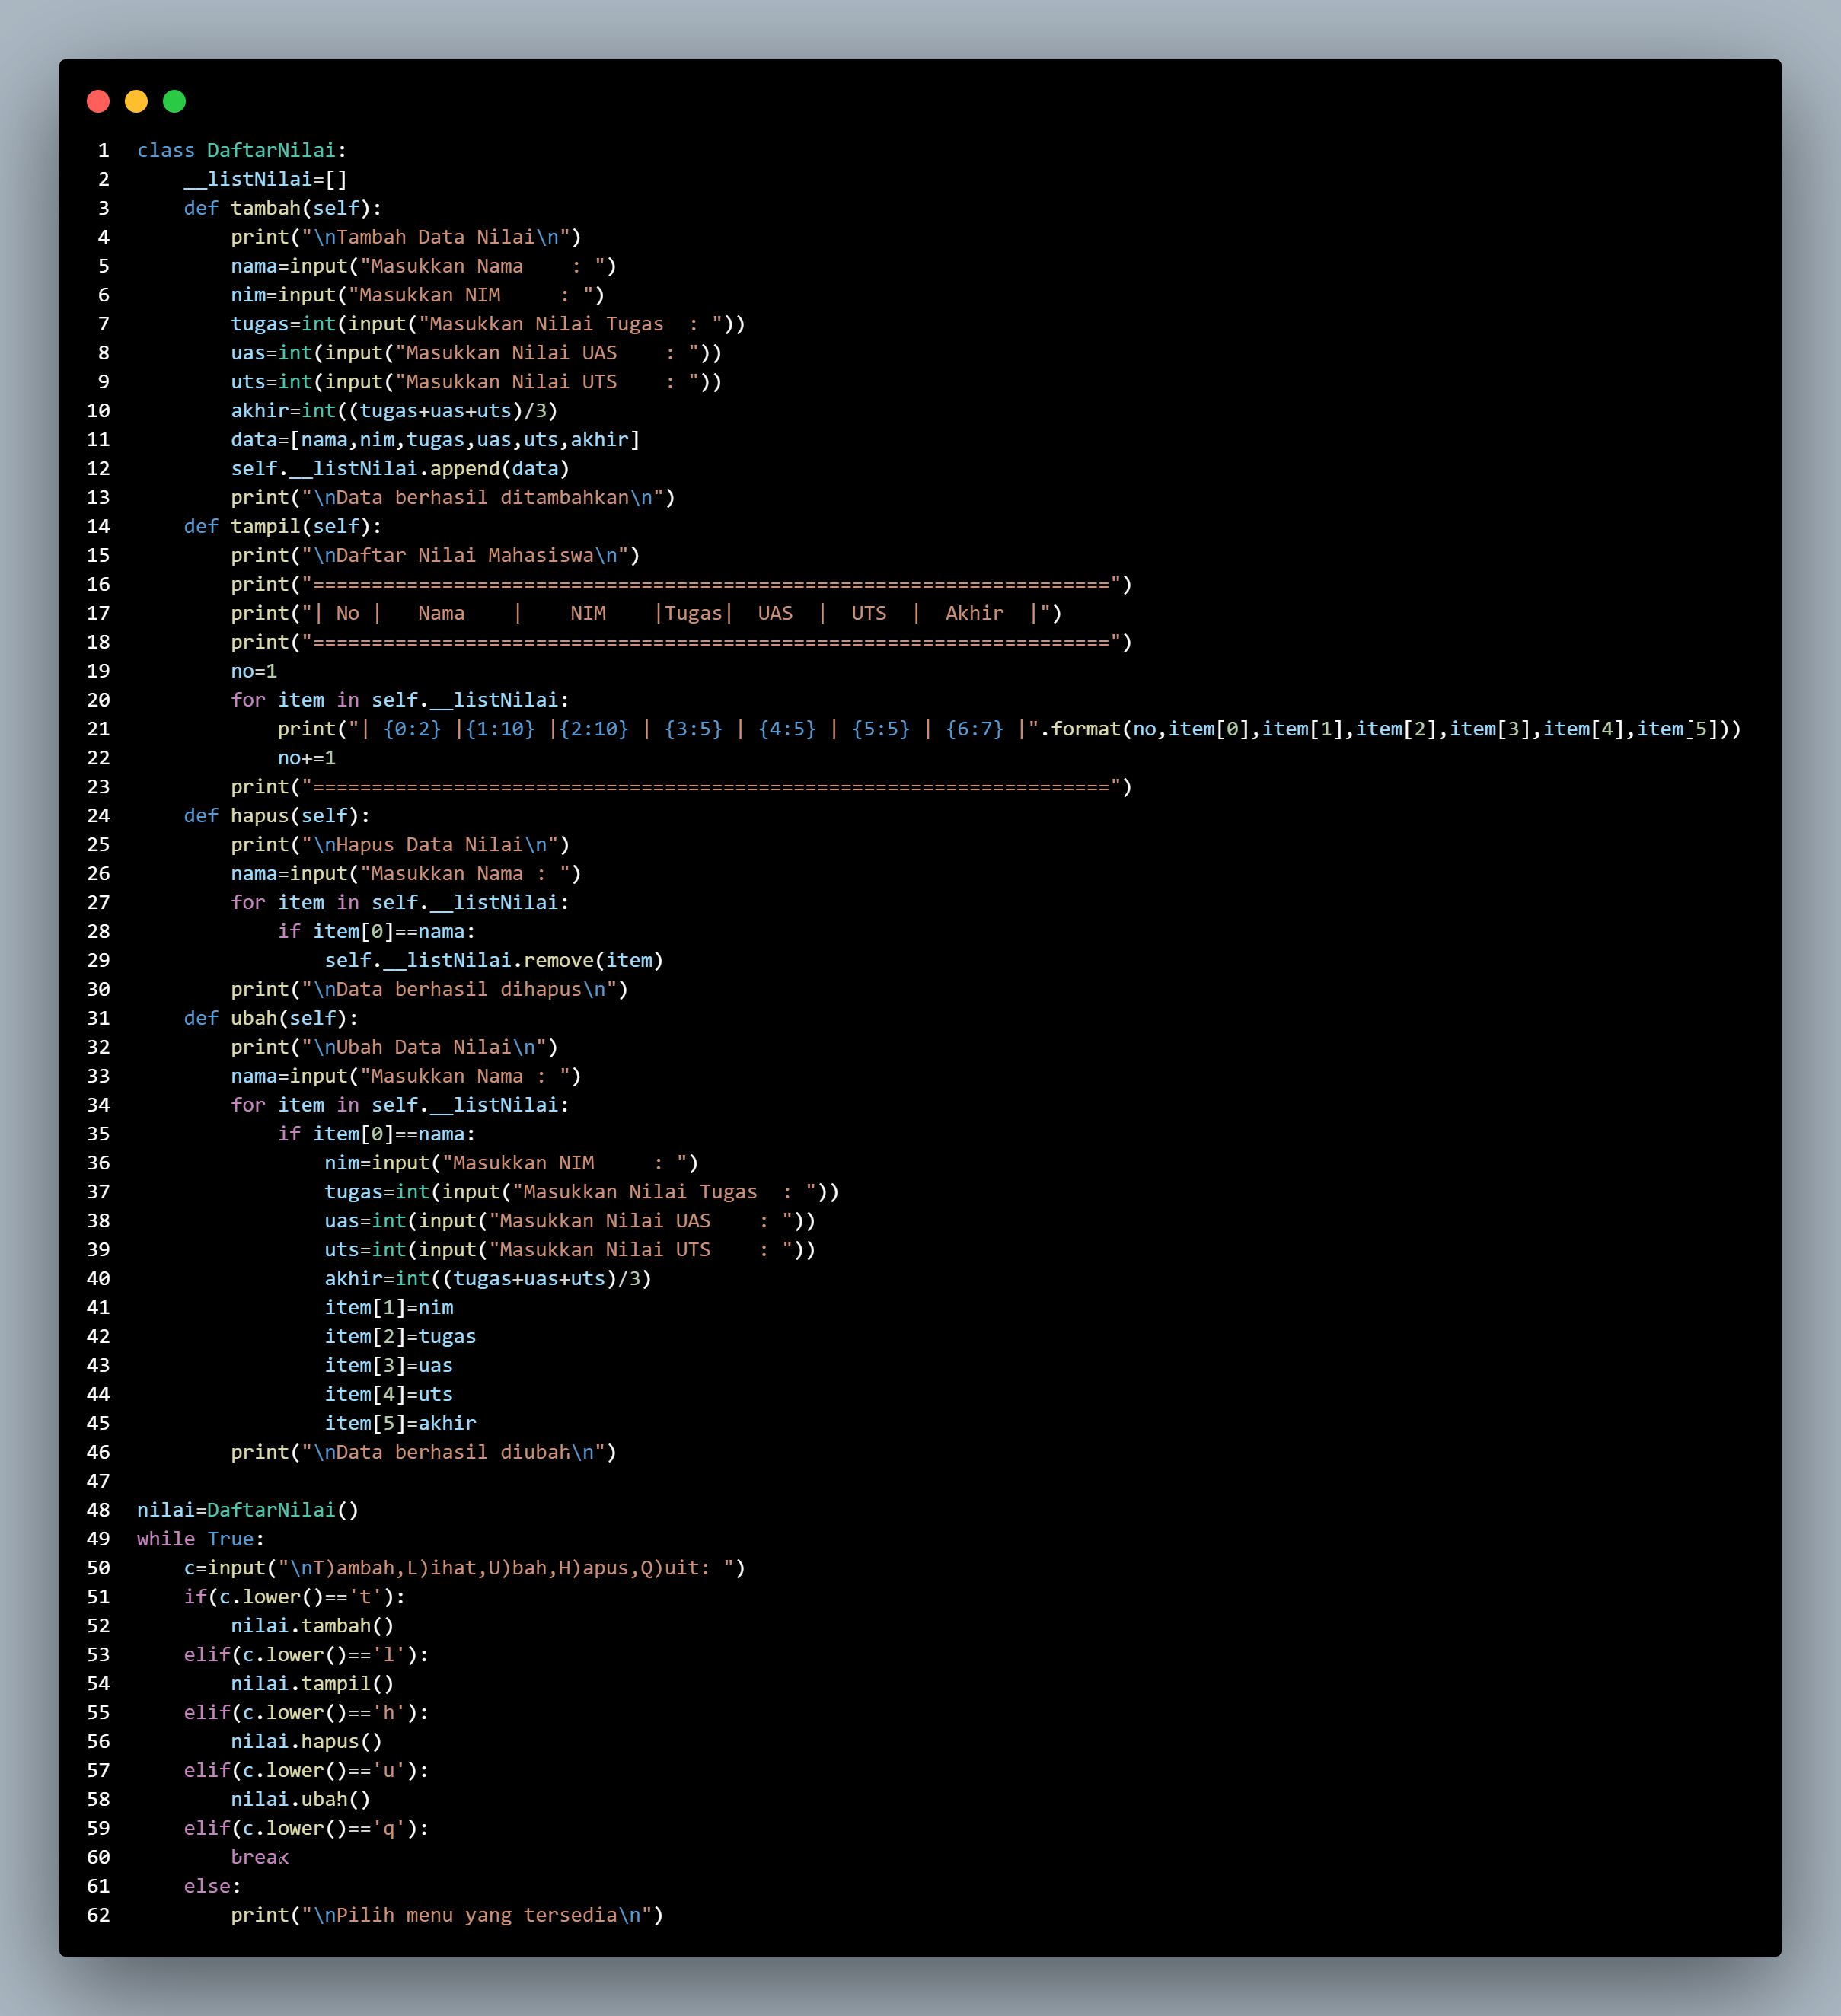 1 class DaftarNilai:
2     __listNilai=[]
3     def tambah(self):
4         print("\nTambah Data Nilai\n")
5         nama=input("Masukkan Nama    : ")
6         nim=input("Masukkan NIM     : ")
7         tugas=int(input("Masukkan Nilai Tugas  : "))
8         uas=int(input("Masukkan Nilai UAS    : "))
9         uts=int(input("Masukkan Nilai UTS    : "))
10         akhir=int((tugas+uas+uts)/3)
11         data=[nama,nim,tugas,uas,uts,akhir]
12         self.__listNilai.append(data)
13         print("\nData berhasil ditambahkan\n")
14     def tampil(self):
15         print("\nDaftar Nilai Mahasiswa\n")
16         print("====================================================================")
17         print("| No |   Nama    |    NIM    |Tugas|  UAS  |  UTS  |  Akhir  |")
18         print("====================================================================")
19         no=1
20         for item in self.__listNilai:
21             print("| {0:2} |{1:10} |{2:10} | {3:5} | {4:5} | {5:5} | {6:7} |".format(no,item[0],item[1],item[2],item[3],item[4],item[5]))
22             no+=1
23         print("====================================================================")
24     def hapus(self):
25         print("\nHapus Data Nilai\n")
26         nama=input("Masukkan Nama : ")
27         for item in self.__listNilai:
28             if item[0]==nama:
29                 self.__listNilai.remove(item)
30         print("\nData berhasil dihapus\n")
31     def ubah(self):
32         print("\nUbah Data Nilai\n")
33         nama=input("Masukkan Nama : ")
34         for item in self.__listNilai:
35             if item[0]==nama:
36                 nim=input("Masukkan NIM     : ")
37                 tugas=int(input("Masukkan Nilai Tugas  : "))
38                 uas=int(input("Masukkan Nilai UAS    : "))
39                 uts=int(input("Masukkan Nilai UTS    : "))
40                 akhir=int((tugas+uas+uts)/3)
41                 item[1]=nim
42                 item[2]=tugas
43                 item[3]=uas
44                 item[4]=uts
45                 item[5]=akhir
46         print("\nData berhasil diubah\n")
47
48 nilai=DaftarNilai()
49 while True:
50     c=input("\nT)ambah,L)ihat,U)bah,H)apus,Q)uit: ")
51     if(c.lower()=='t'):
52         nilai.tambah()
53     elif(c.lower()=='l'):
54         nilai.tampil()
55     elif(c.lower()=='h'):
56         nilai.hapus()
57     elif(c.lower()=='u'):
58         nilai.ubah()
59     elif(c.lower()=='q'):
60         break
61     else:
62         print("\nPilih menu yang tersedia\n")